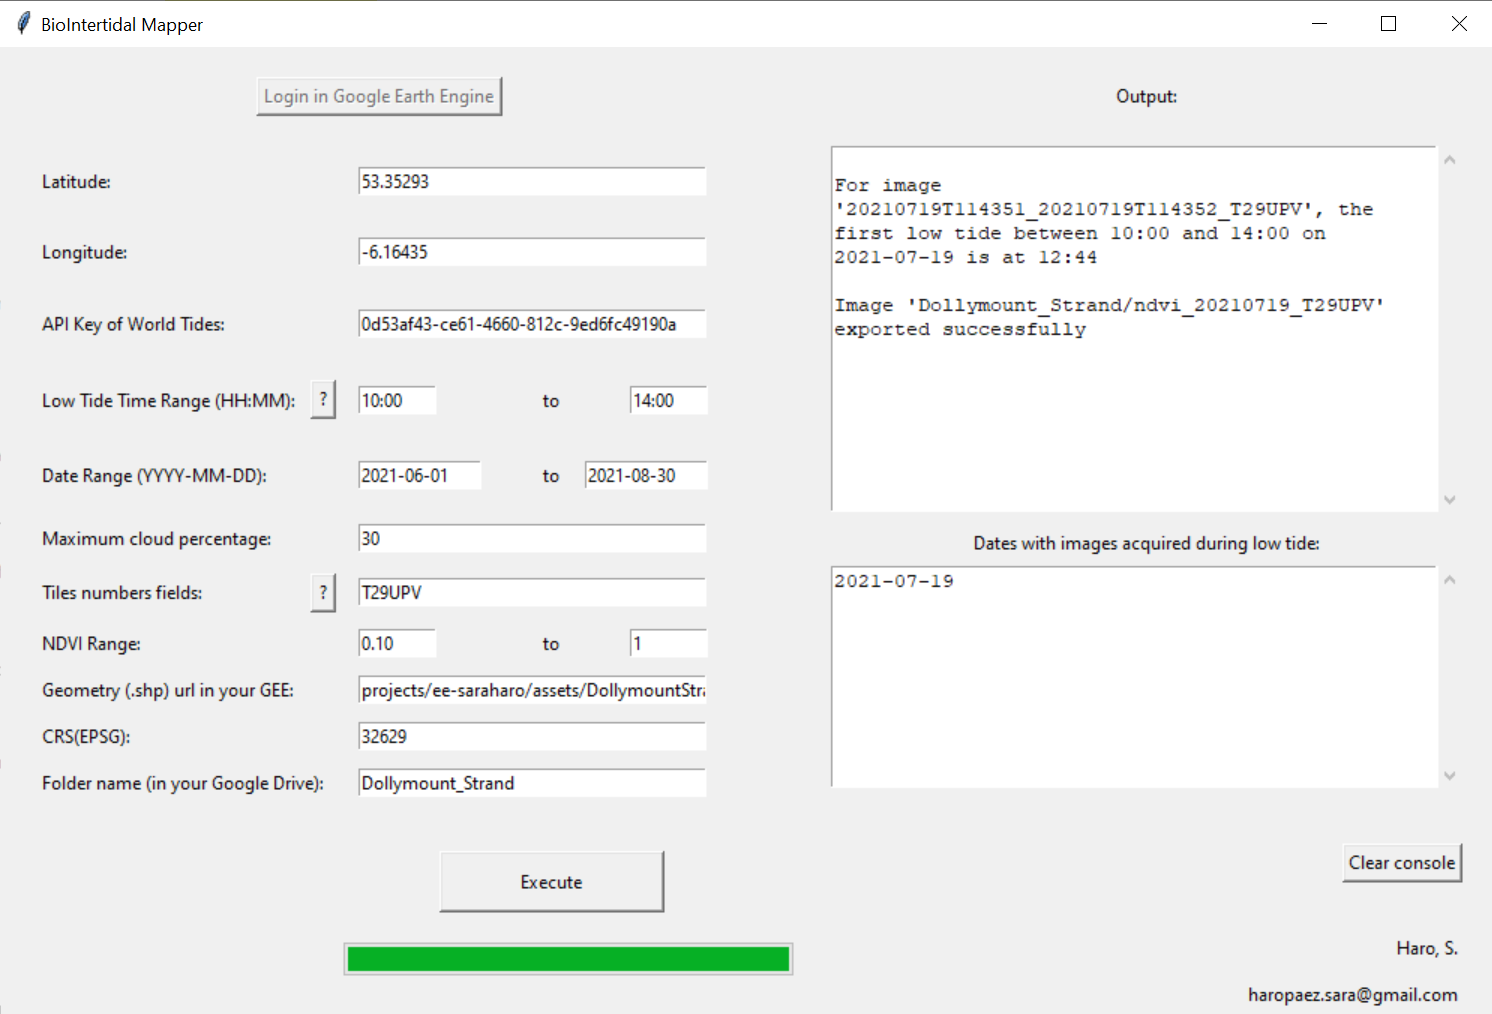 BioIntertidal Mapper
Login in Google Earth Engine
Latitude:
53.35293
Longitude:
-6.16435
API Key of World Tides:
0d53af43-ce61-4660-812c-9ed6fc49190a
Low Tide Time Range (HH:MM):
?
10:00
to
14:00
Date Range (YYYY-MM-DD):
2021-06-01
to
2021-08-30
Maximum cloud percentage:
30
Tiles numbers fields:
?
T29UPV
NDVI Range:
0.10
to
1
Geometry (.shp) url in your GEE:
projects/ee-saraharo/assets/DollymountStra
CRS(EPSG):
32629
Folder name (in your Google Drive):
Dollymount_Strand
Execute
Output:
For image
'20210719T114351_20210719T114352_T29UPV', the
first low tide between 10:00 and 14:00 on
2021-07-19 is at 12:44
Image 'Dollymount_Strand/ndvi_20210719_T29UPV'
exported successfully
Dates with images acquired during low tide:
2021-07-19
Clear console
Haro, S.
haropaez.sara@gmail.com